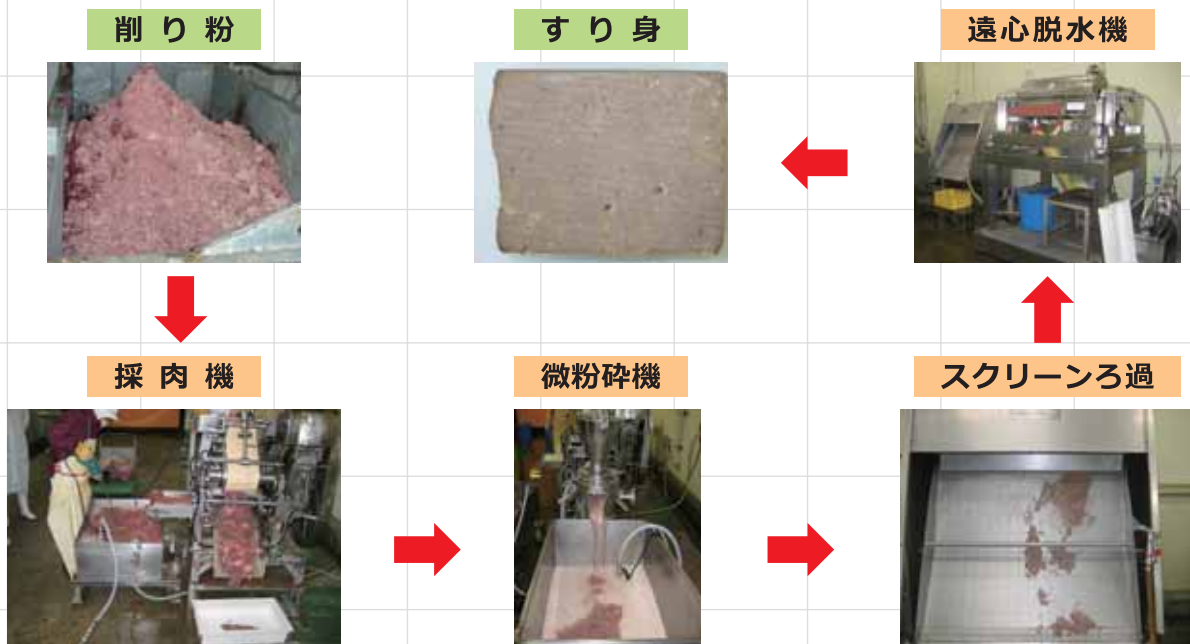 削り粉
すり身
遠心脱水機
採肉機
微粉砕機
スクリーンろ過